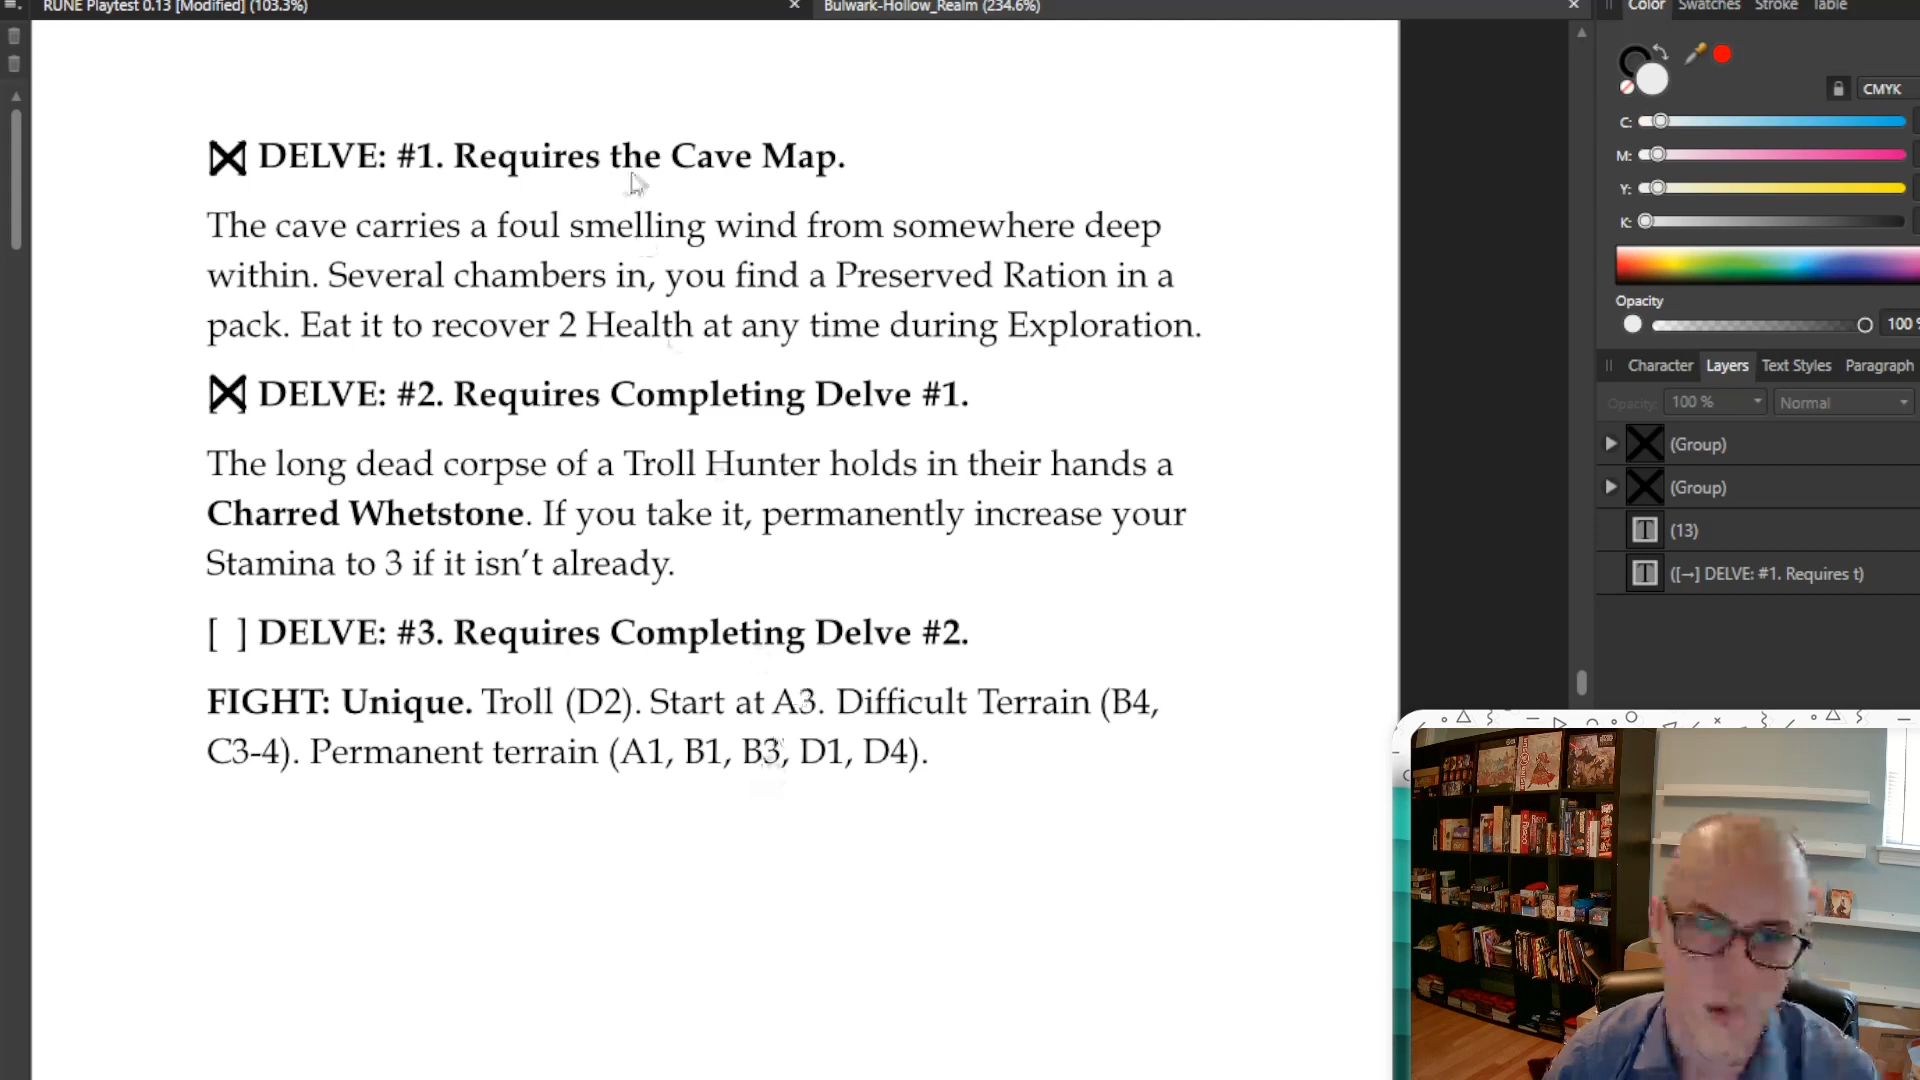 RUNE Playtest 0.13 [Modified] (103.3%)
Bulwark-Hollow_Realm (234.6%)
Color Swatches Stroke Table
DELVE: #1. Requires the Cave Map.
The cave carries a foul smelling wind from somewhere deep
within. Several chambers in, you find a Preserved Ration in a
pack. Eat it to recover 2 Health at any time during Exploration.
DELVE: #2. Requires Completing Delve #1.
The long dead corpse of a Troll Hunter holds in their hands a
Charred Whetstone. If you take it, permanently increase your
Stamina to 3 if it isn't already.
[ ] DELVE: #3. Requires Completing Delve #2.
FIGHT: Unique. Troll (D2). Start at A3. Difficult Terrain (B4,
C3-4). Permanent terrain (A1, B1, B3, D1, D4).
CMYK
C:
M:
Y:
K:
Opacity
100 %
Character Layers Text Styles Paragraph
Opacity: 100 % Normal
(Group)
(Group)
T (13)
T ([→] DELVE: #1. Requires t)